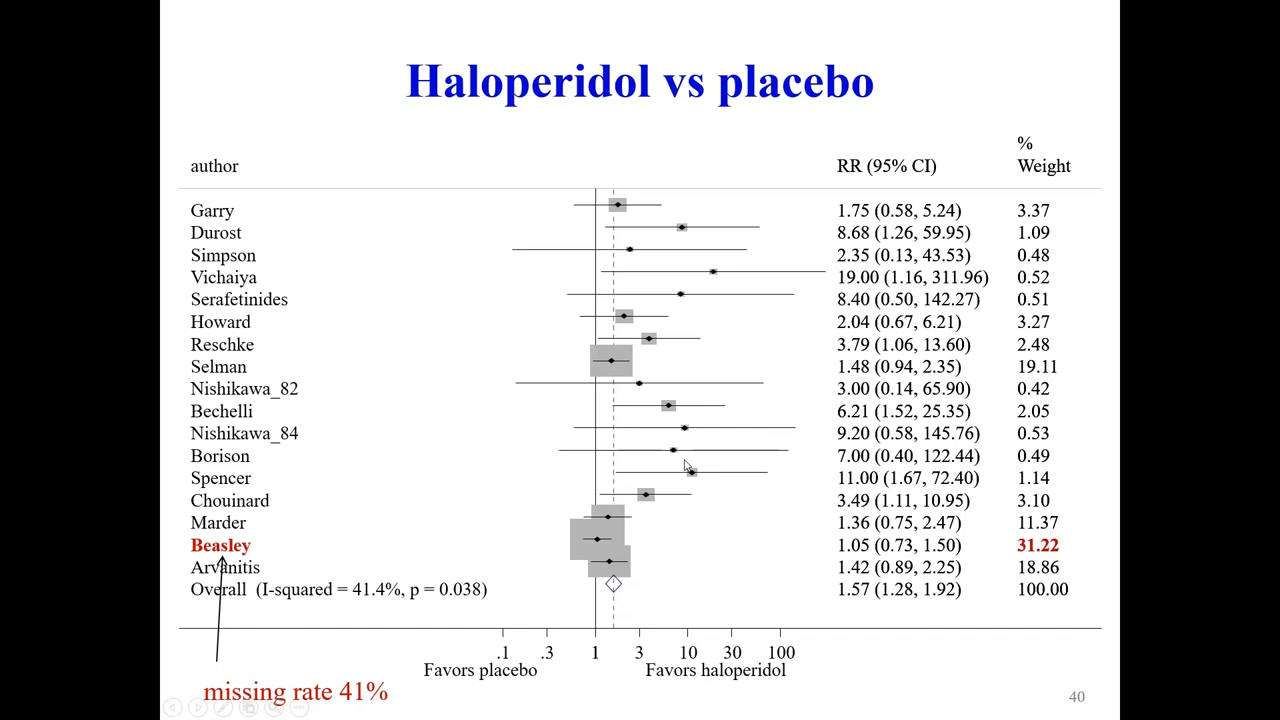 Haloperidol vs placebo
%
author RR (95% CI) Weight
Garry 1.75 (0.58, 5.24) 3.37
Durost 8.68 (1.26, 59.95) 1.09
Simpson 2.35 (0.13, 43.53) 0.48
Vichaiya 19.00 (1.16, 311.96) 0.52
Serafetinides 8.40 (0.50, 142.27) 0.51
Howard 2.04 (0.67, 6.21) 3.27
Reschke 3.79 (1.06, 13.60) 2.48
Selman 1.48 (0.94, 2.35) 19.11
Nishikawa_82 3.00 (0.14, 65.90) 0.42
Bechelli 6.21 (1.52, 25.35) 2.05
Nishikawa_84 9.20 (0.58, 145.76) 0.53
Borison 7.00 (0.40, 122.44) 0.49
Spencer 11.00 (1.67, 72.40) 1.14
Chouinard 3.49 (1.11, 10.95) 3.10
Marder 1.36 (0.75, 2.47) 11.37
Beasley 1.05 (0.73, 1.50) 31.22
Arvanitis 1.42 (0.89, 2.25) 18.86
Overall (I-squared = 41.4%, p = 0.038) 1.57 (1.28, 1.92) 100.00
.1 .3 1 3 10 30 100
Favors placebo Favors haloperidol
missing rate 41%
40